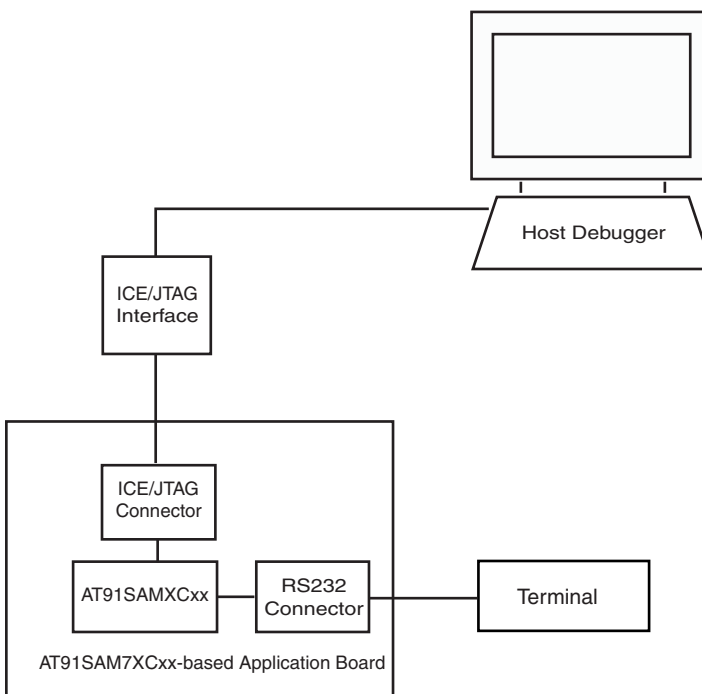 Host Debugger
ICE/JTAG
Interface
ICE/JTAG
Connector
AT91SAMXCxx
RS232
Connector
Terminal
AT91SAM7XCxx-based Application Board